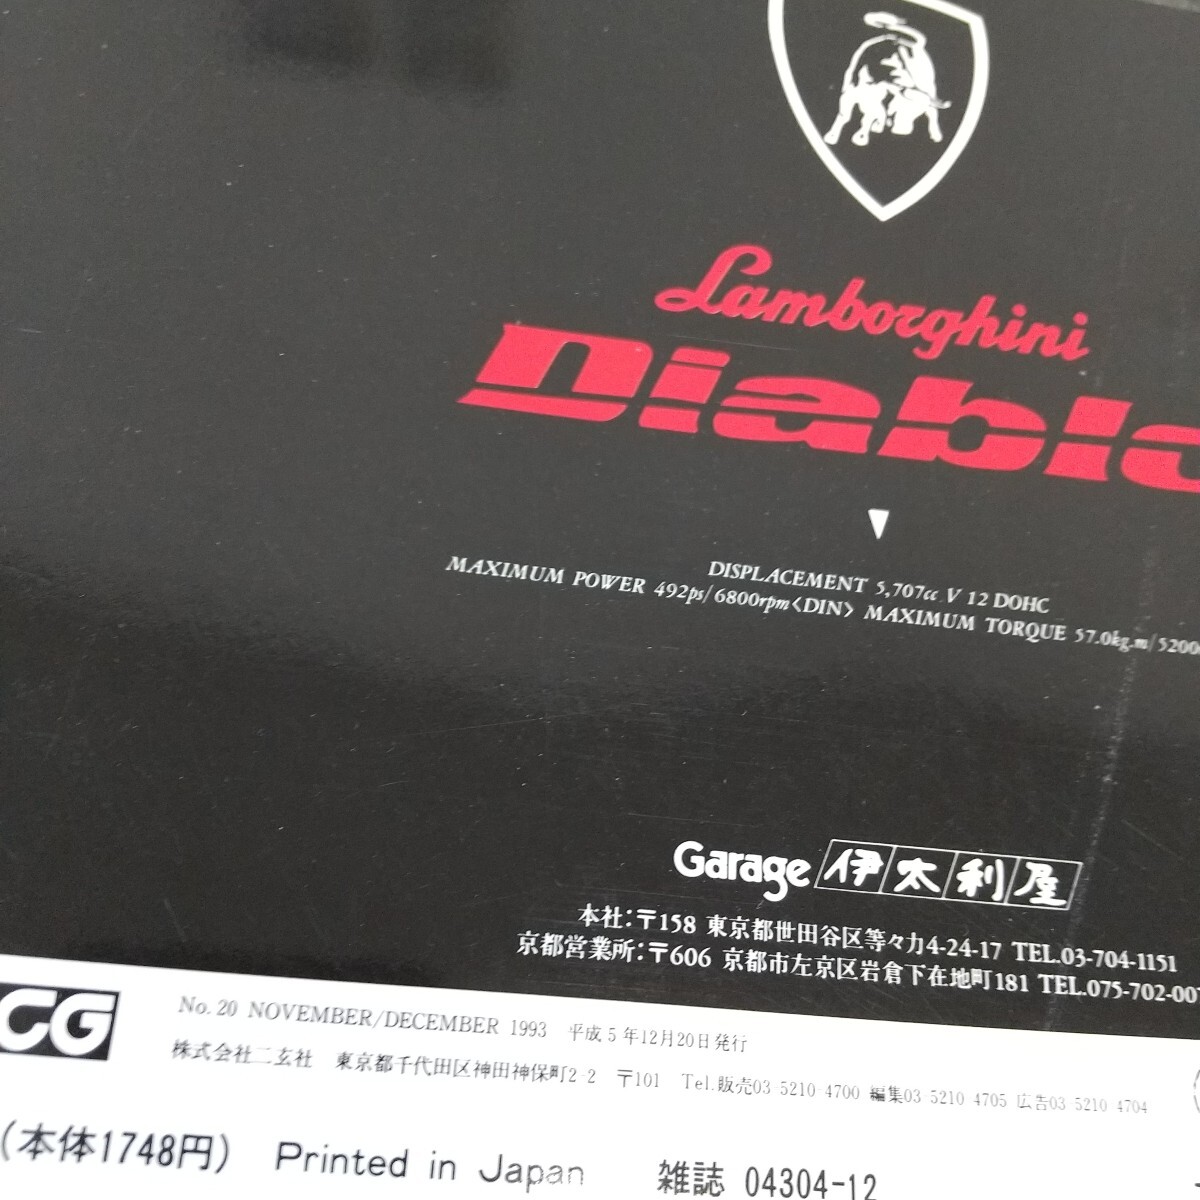 Lamborghini
Diablo
DISPLACEMENT 5,707cc V 12 DOHC
MAXIMUM POWER 492ps/6800rpm<DIN> MAXIMUM TORQUE 57.0kg.m/5200
Garage 伊太利屋
本社:〒158 東京都世田谷区等々力4-24-17 TEL.03-704-1151
京都営業所:〒606 京都市左京区岩倉下在地町181 TEL.075-702-007
CG
No. 20 NOVEMBER/DECEMBER 1993 平成5年12月20日発行
株式会社二玄社 東京都千代田区神田神保町2-2 〒101 Tel.販売03-5210-4700 編集03-5210-4705 広告03-5210-4704
(本体1748円) Printed in Japan 雑誌 04304-12